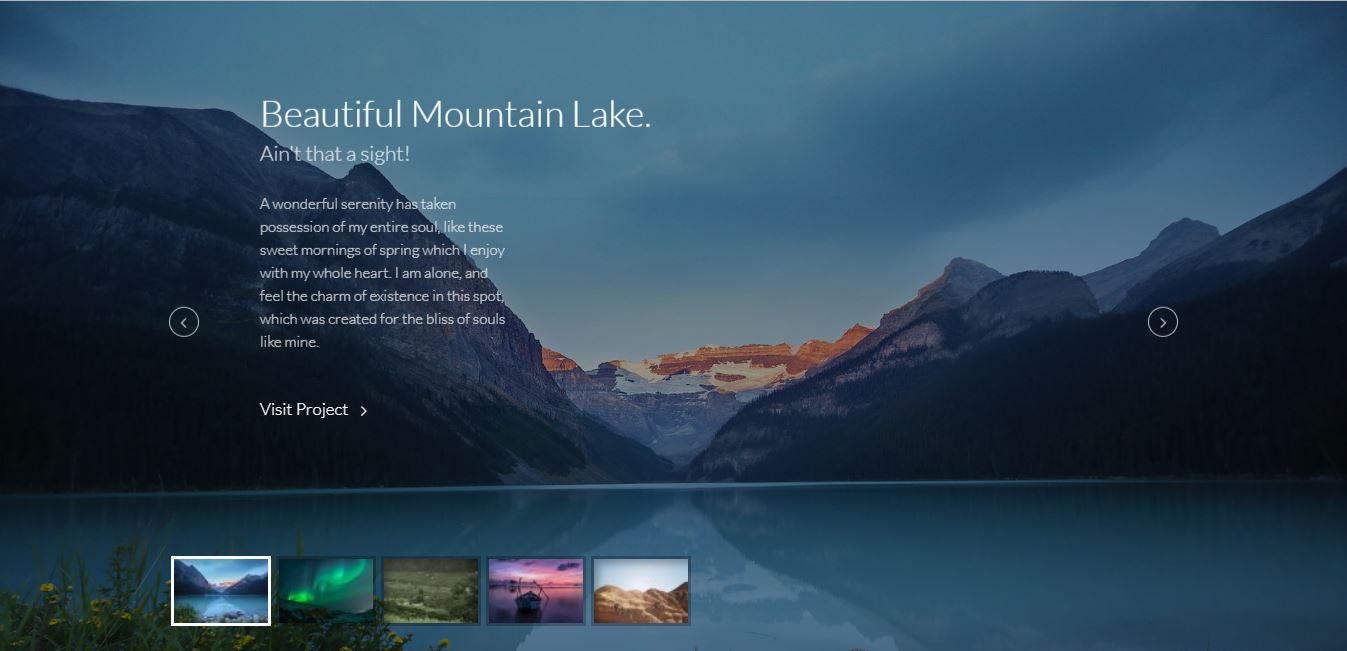 Beautiful Mountain Lake.
Ain't that a sight!
A wonderful serenity has taken
possession of my entire soul, like these
sweet mornings of spring which I enjoy
with my whole heart. I am alone, and
feel the charm of existence in this spot,
which was created for the bliss of souls
like mine.
Visit Project